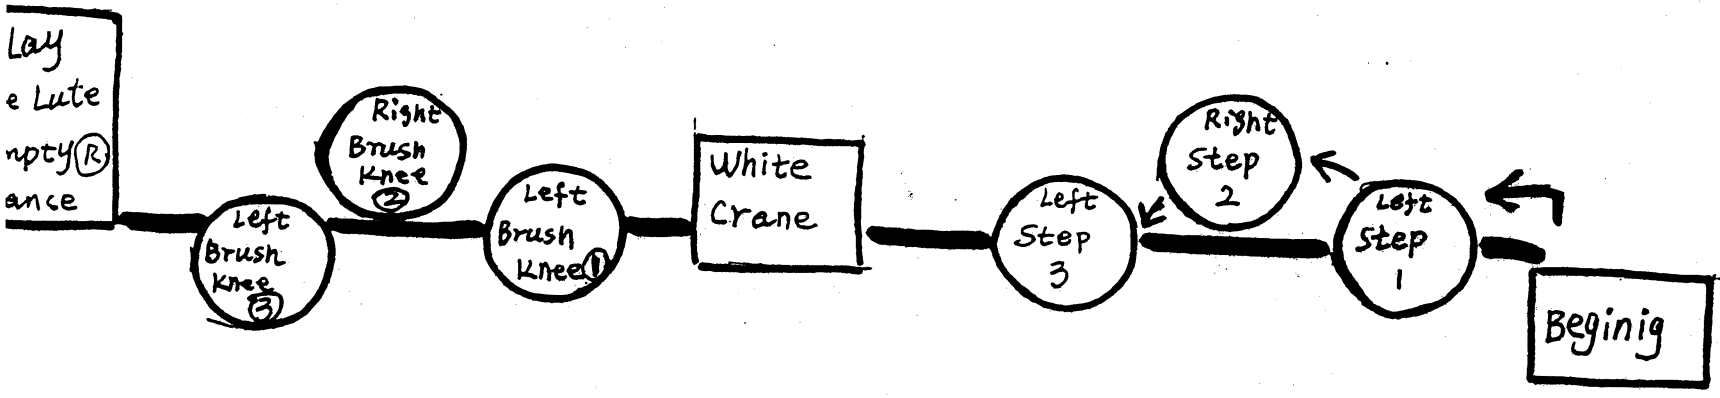 Lay
e Lute
npty R
ance
Left
Brush
Knee
3
Right
Brush
Knee
2
Left
Brush
Knee 1
White
Crane
Left
Step
3
Right
Step
2
Left
Step
1
Beginig